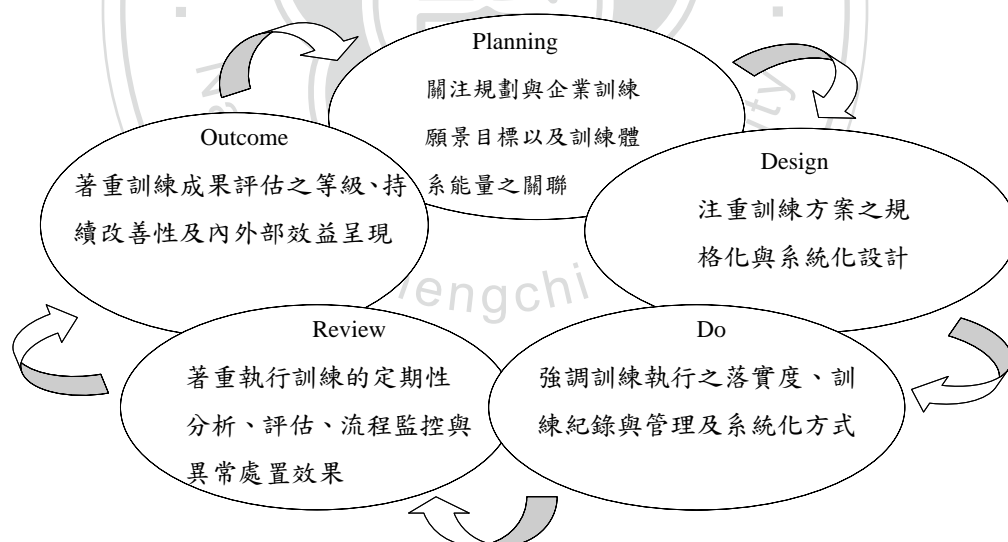 Planning
關注規劃與企業訓練
願景目標以及訓練體
系能量之關聯
Design
注重訓練方案之規
格化與系統化設計
Do
強調訓練執行之落實度、訓
練紀錄與管理及系統化方式
Review
著重執行訓練的定期性
分析、評估、流程監控與
異常處置效果
Outcome
著重訓練成果評估之等級、持
續改善性及內外部效益呈現
engchi